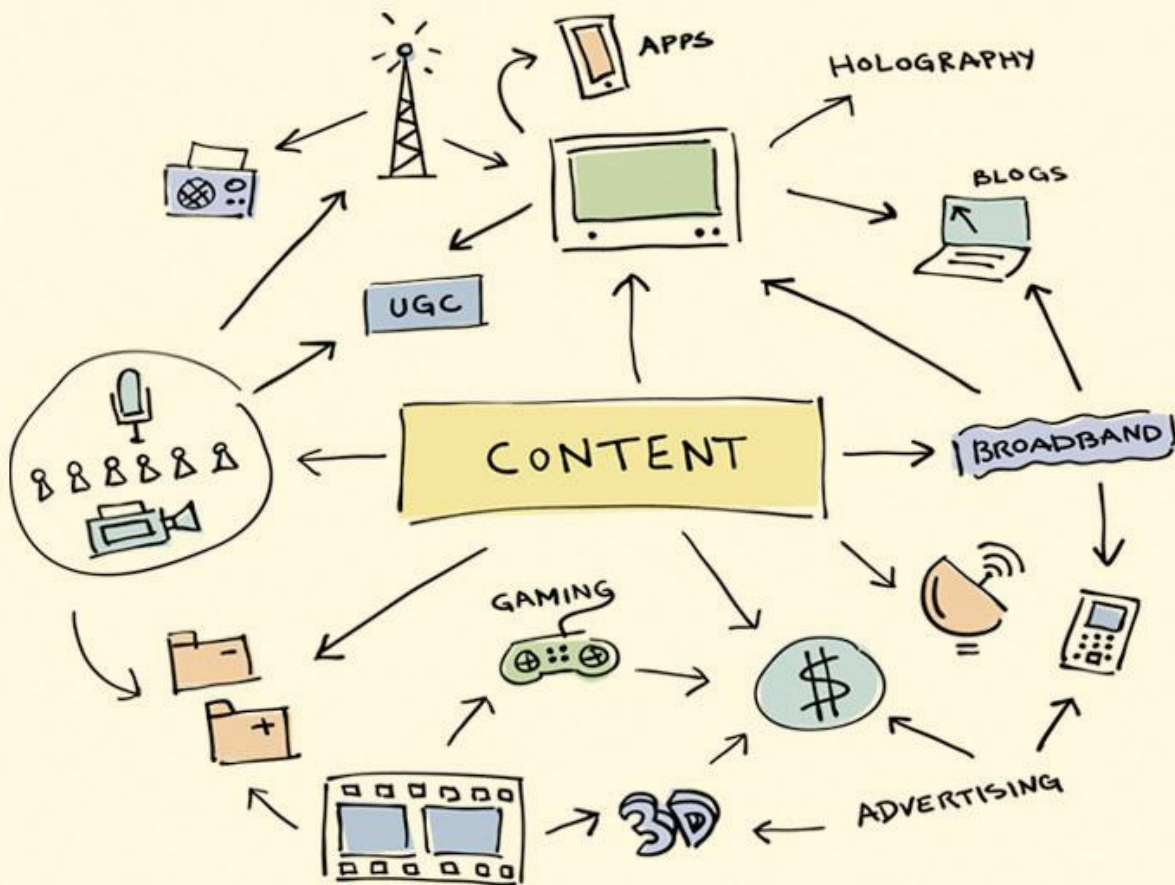 APPS
HOLOGRAPHY
BLOGS
UGC
CONTENT
BROADBAND
GAMING
$
3D
ADVERTISING